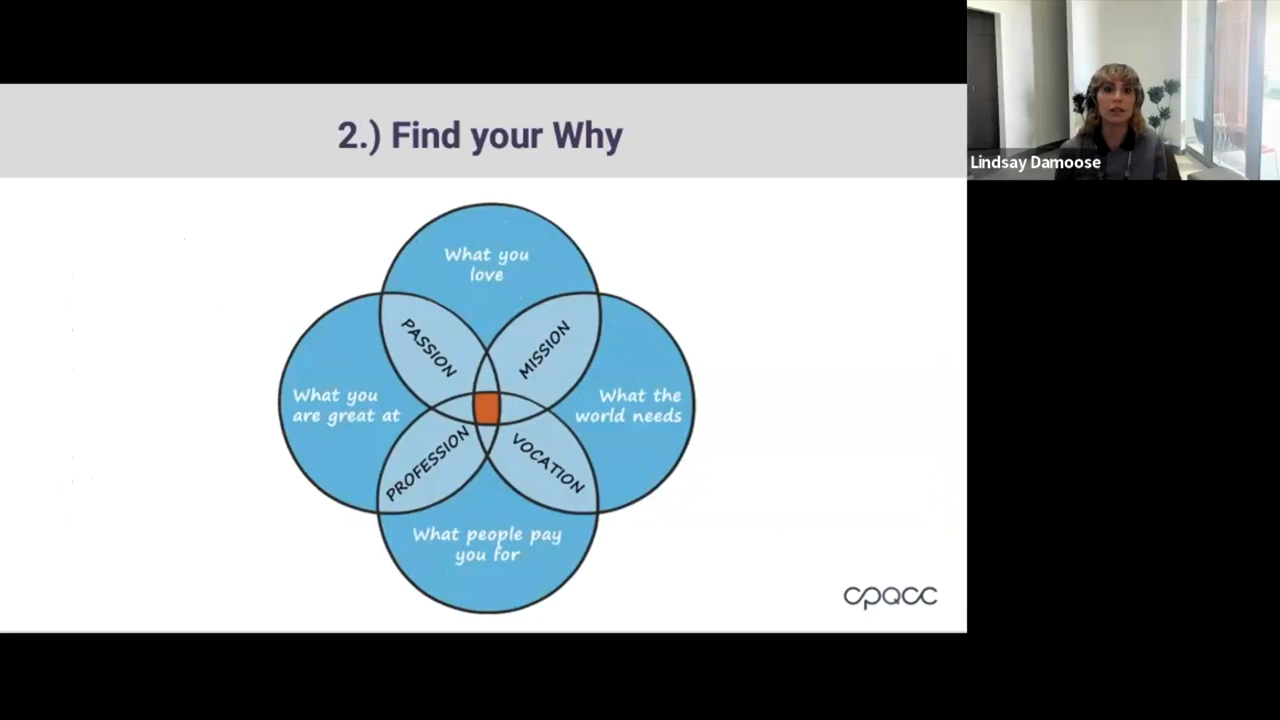 2.) Find your Why
Lindsay Damoose
What you
love
PASSION
MISSION
What you
are great at
What the
world needs
PROFESSION
VOCATION
What people pay
you for
cpqcc